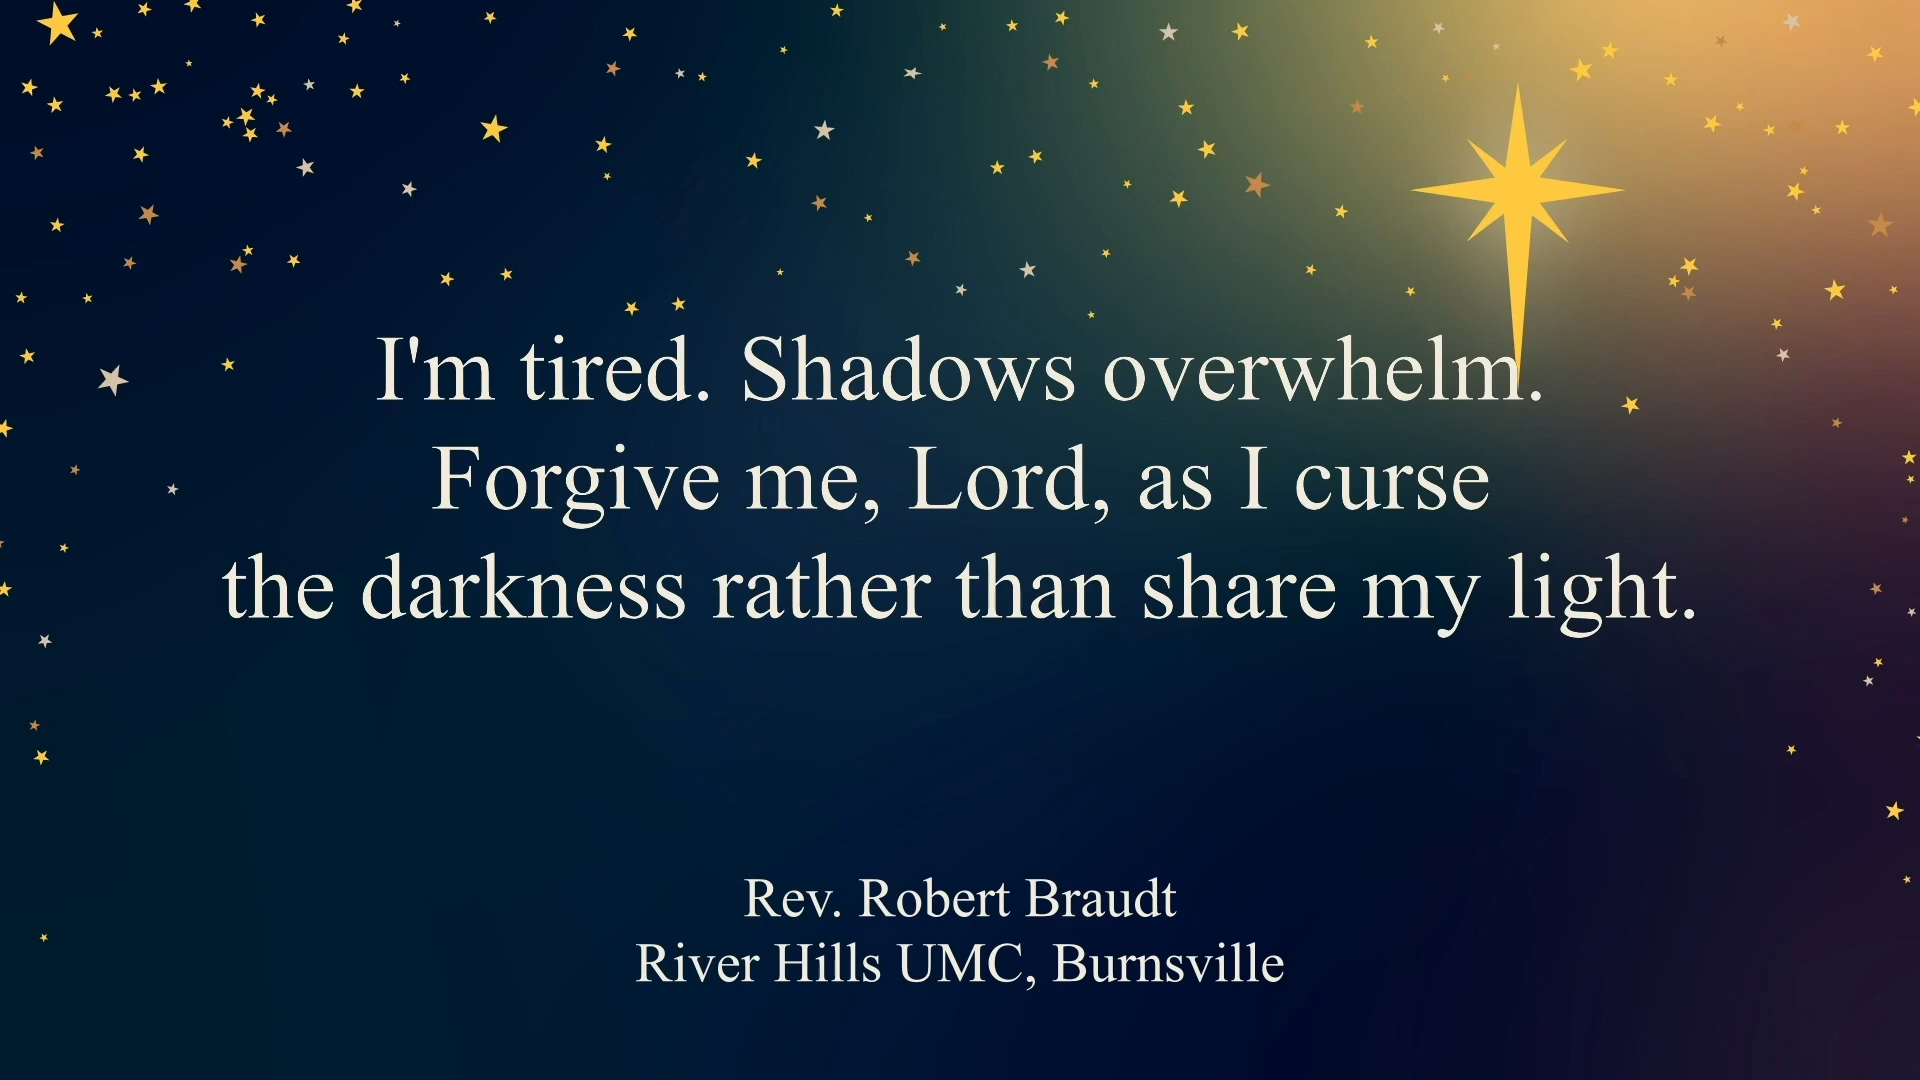 I'm tired. Shadows overwhelm.
Forgive me, Lord, as I curse
the darkness rather than share my light.
Rev. Robert Braudt
River Hills UMC, Burnsville